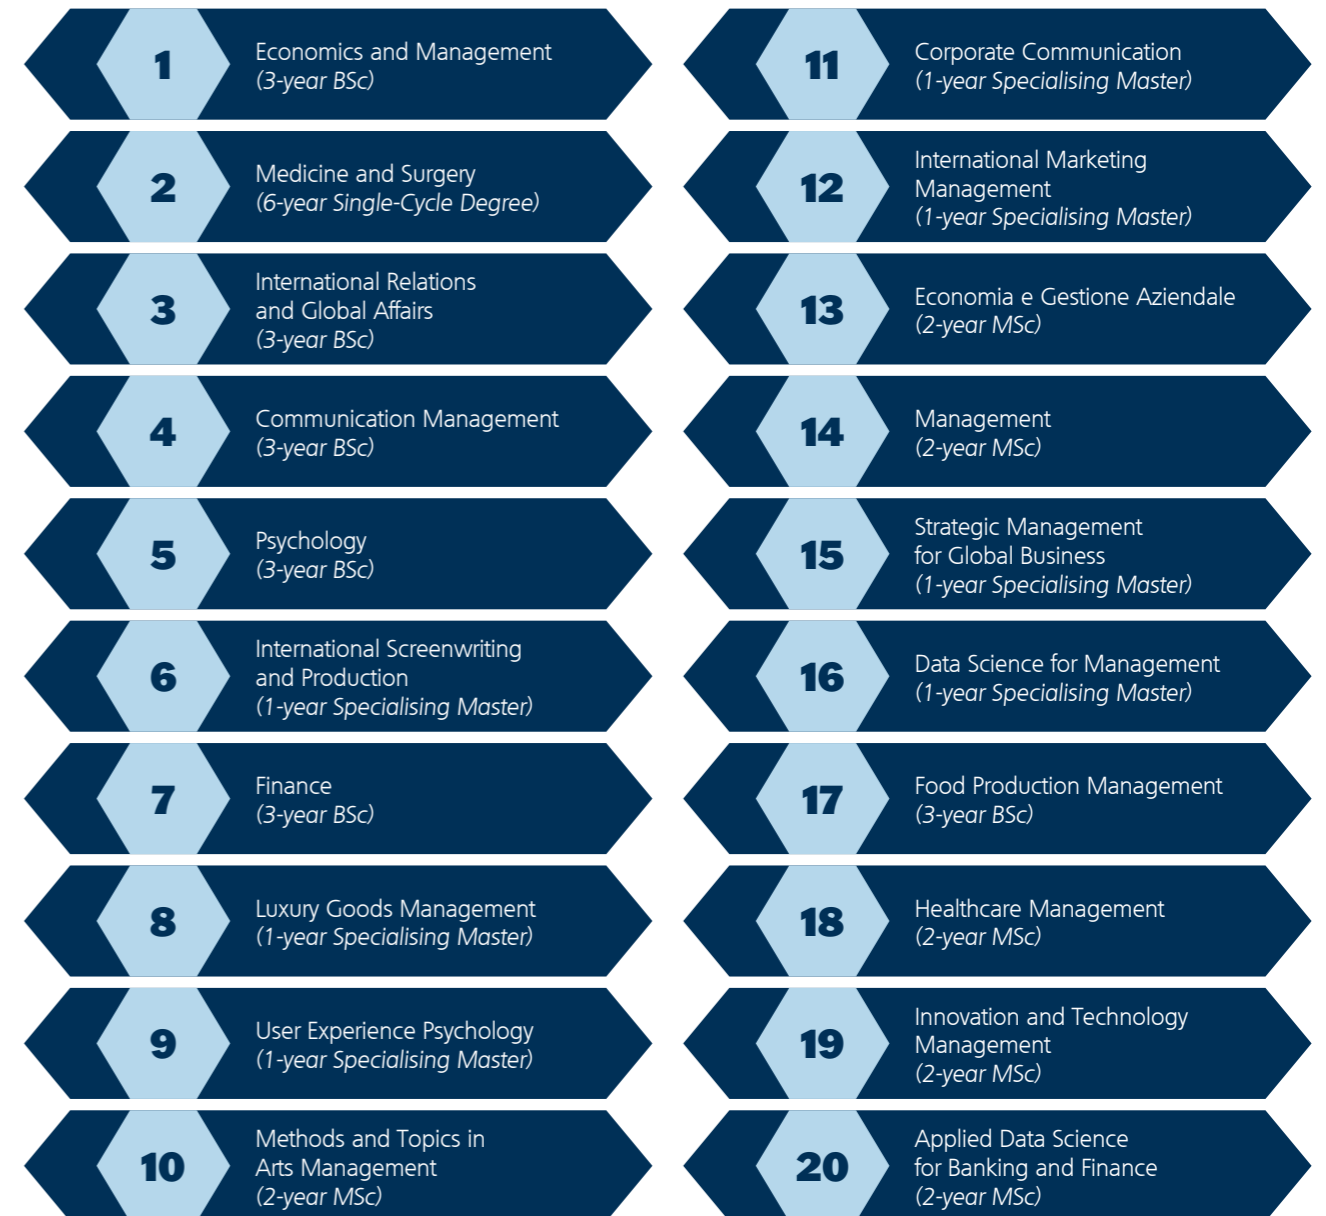 1
Economics and Management
(3-year BSc)
2
Medicine and Surgery
(6-year Single-Cycle Degree)
3
International Relations
and Global Affairs
(3-year BSc)
4
Communication Management
(3-year BSc)
5
Psychology
(3-year BSc)
6
International Screenwriting
and Production
(1-year Specialising Master)
7
Finance
(3-year BSc)
8
Luxury Goods Management
(1-year Specialising Master)
9
User Experience Psychology
(1-year Specialising Master)
10
Methods and Topics in
Arts Management
(2-year MSc)
11
Corporate Communication
(1-year Specialising Master)
12
International Marketing
Management
(1-year Specialising Master)
13
Economia e Gestione Aziendale
(2-year MSc)
14
Management
(2-year MSc)
15
Strategic Management
for Global Business
(1-year Specialising Master)
16
Data Science for Management
(1-year Specialising Master)
17
Food Production Management
(3-year BSc)
18
Healthcare Management
(2-year MSc)
19
Innovation and Technology
Management
(2-year MSc)
20
Applied Data Science
for Banking and Finance
(2-year MSc)